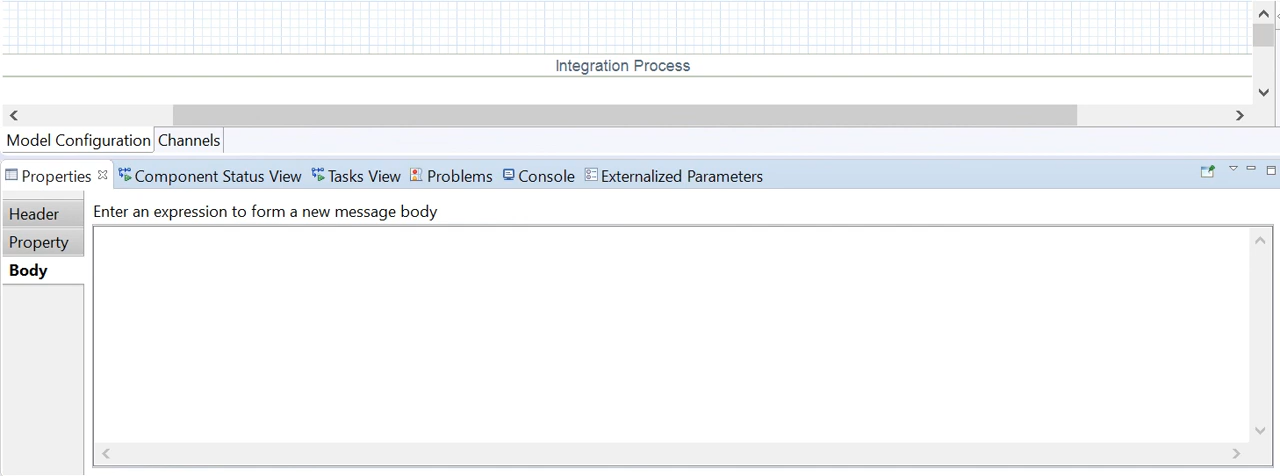 Integration Process
Model Configuration Channels
Properties Component Status View Tasks View Problems Console Externalized Parameters
Header
Enter an expression to form a new message body
Property
Body